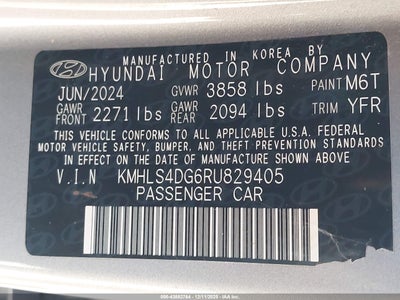 MANUFACTURED IN KOREA BY
HYUNDAI MOTOR COMPANY
JUN/2024 GVWR 3858 lbs PAINT M6T
GAWR FRONT 2271 lbs GAWR REAR 2094 lbs TRIM YFR
THIS VEHICLE CONFORMS TO ALL APPLICABLE U.S.A. FEDERAL
MOTOR VEHICLE SAFETY, BUMPER, AND THEFT PREVENTION STANDARDS
IN EFFECT ON THE DATE OF MANUFACTURE SHOWN ABOVE.
V.I.N KMHLS4DG6RU829405
PASSENGER CAR